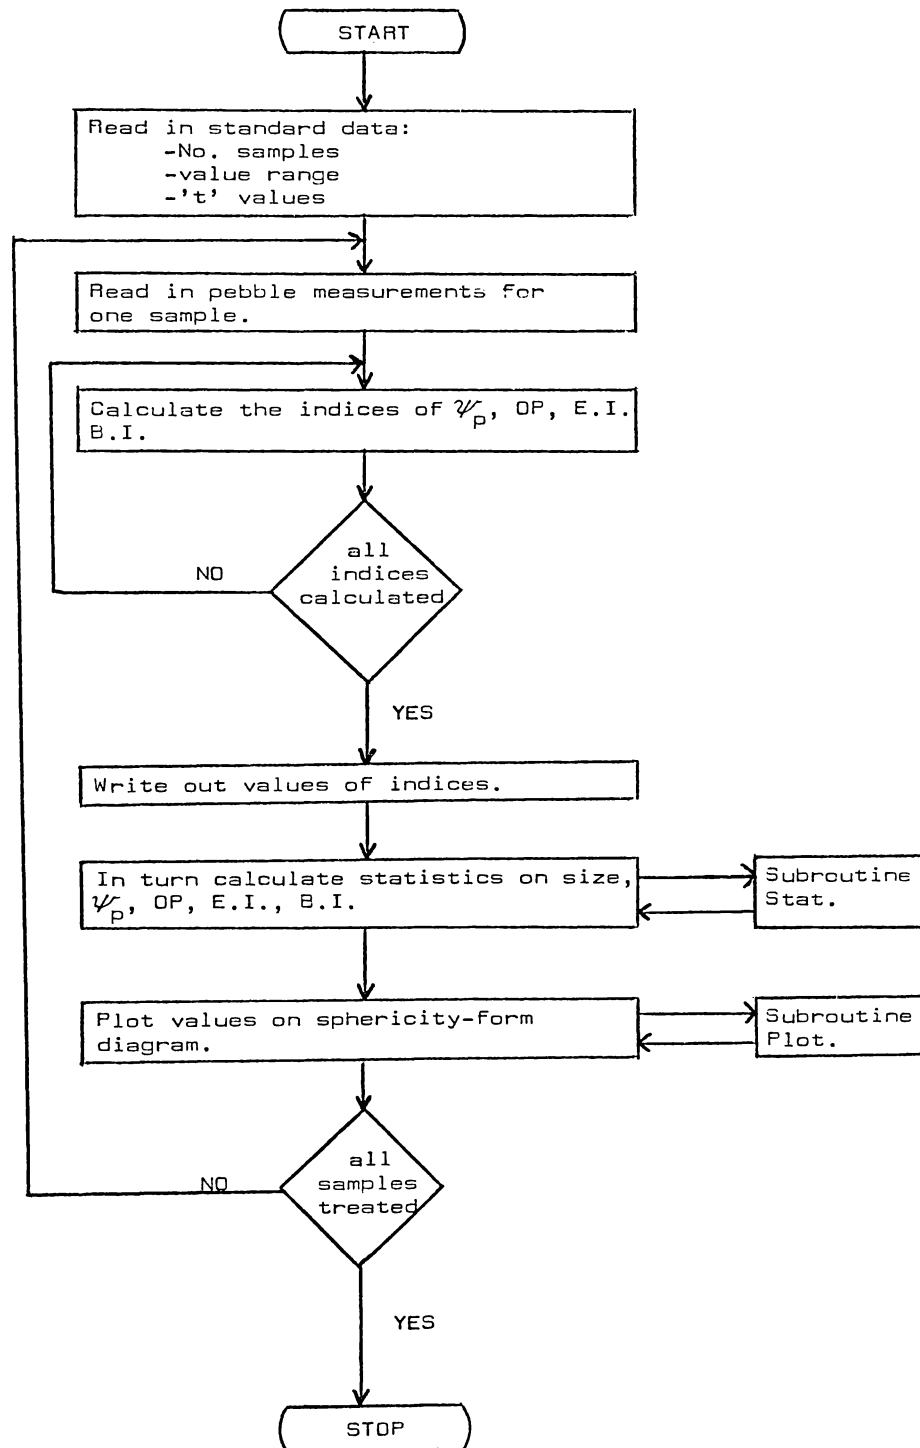 START
Read in standard data:
-No. samples
-value range
-'t' values
Read in pebble measurements for
one sample.
Calculate the indices of ψp, OP, E.I.
B.I.
all
indices
calculated
NO
YES
Write out values of indices.
In turn calculate statistics on size,
ψp, OP, E.I., B.I.
Subroutine
Stat.
Plot values on sphericity-form
diagram.
Subroutine
Plot.
all
samples
treated
NO
YES
STOP